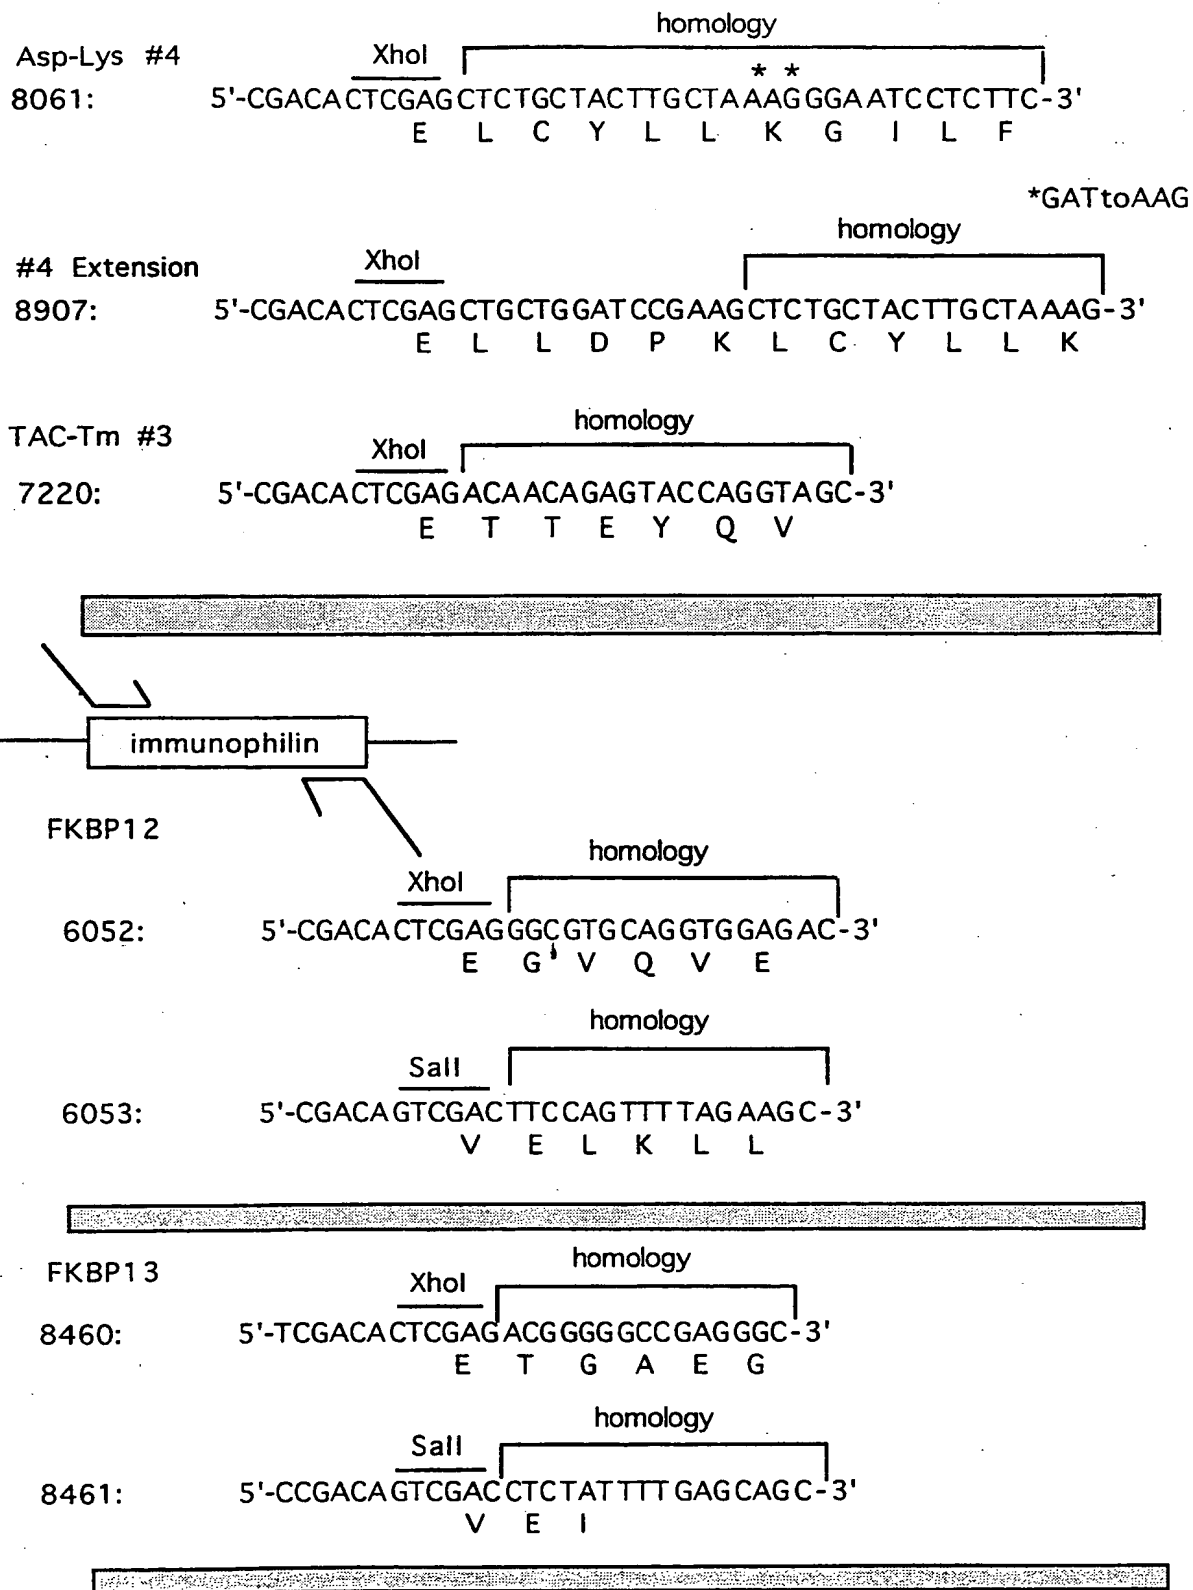 homology
XhoI
Asp-Lys #4
* *
8061: 5'-CGACACTCGAGCTCTGCTACTTGCTAAAGGGAATCCTCTTC-3'
E L C Y L L K G I L F
*GATtoAAG
homology
XhoI
#4 Extension
8907: 5'-CGACACTCGAGCTGCTGGATCCGAAGCTCTGCTACTTGCTAAAG-3'
E L L D P K L C Y L L K
homology
TAC-Tm #3
XhoI
7220: 5'-CGACACTCGAGACAACAGAGTACCAGGTAGC-3'
E T T E Y Q V
immunophilin
FKBP12
homology
XhoI
6052: 5'-CGACACTCGAGGGCGTGCAGGTGGAGAC-3'
E G V Q V E
homology
SalI
6053: 5'-CGACAGTCGACTTCCAGTTTTAGAAGC-3'
V E L K L L
homology
FKBP13
XhoI
8460: 5'-TCGACACTCGAGACGGGGGCCGAGGGC-3'
E T G A E G
homology
SalI
8461: 5'-CCGACAGTCGACCTCTATTTTGAGCAGC-3'
V E I